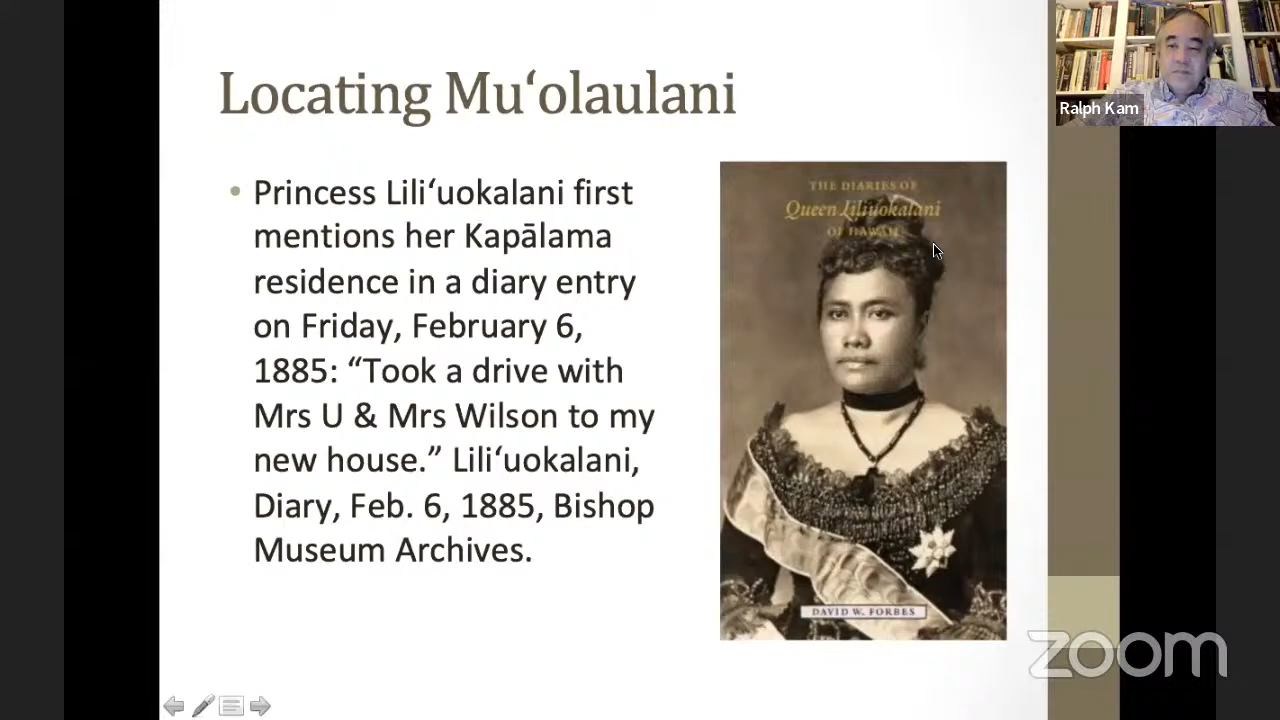 Locating Muʻolaulani
• Princess Liliʻuokalani first
mentions her Kapālama
residence in a diary entry
on Friday, February 6,
1885: “Took a drive with
Mrs U & Mrs Wilson to my
new house.” Liliʻuokalani,
Diary, Feb. 6, 1885, Bishop
Museum Archives.
THE DIARIES OF
Queen Liliuokalani
OF HAWAII
DAVID W. FORBES
Ralph Kam
zoom